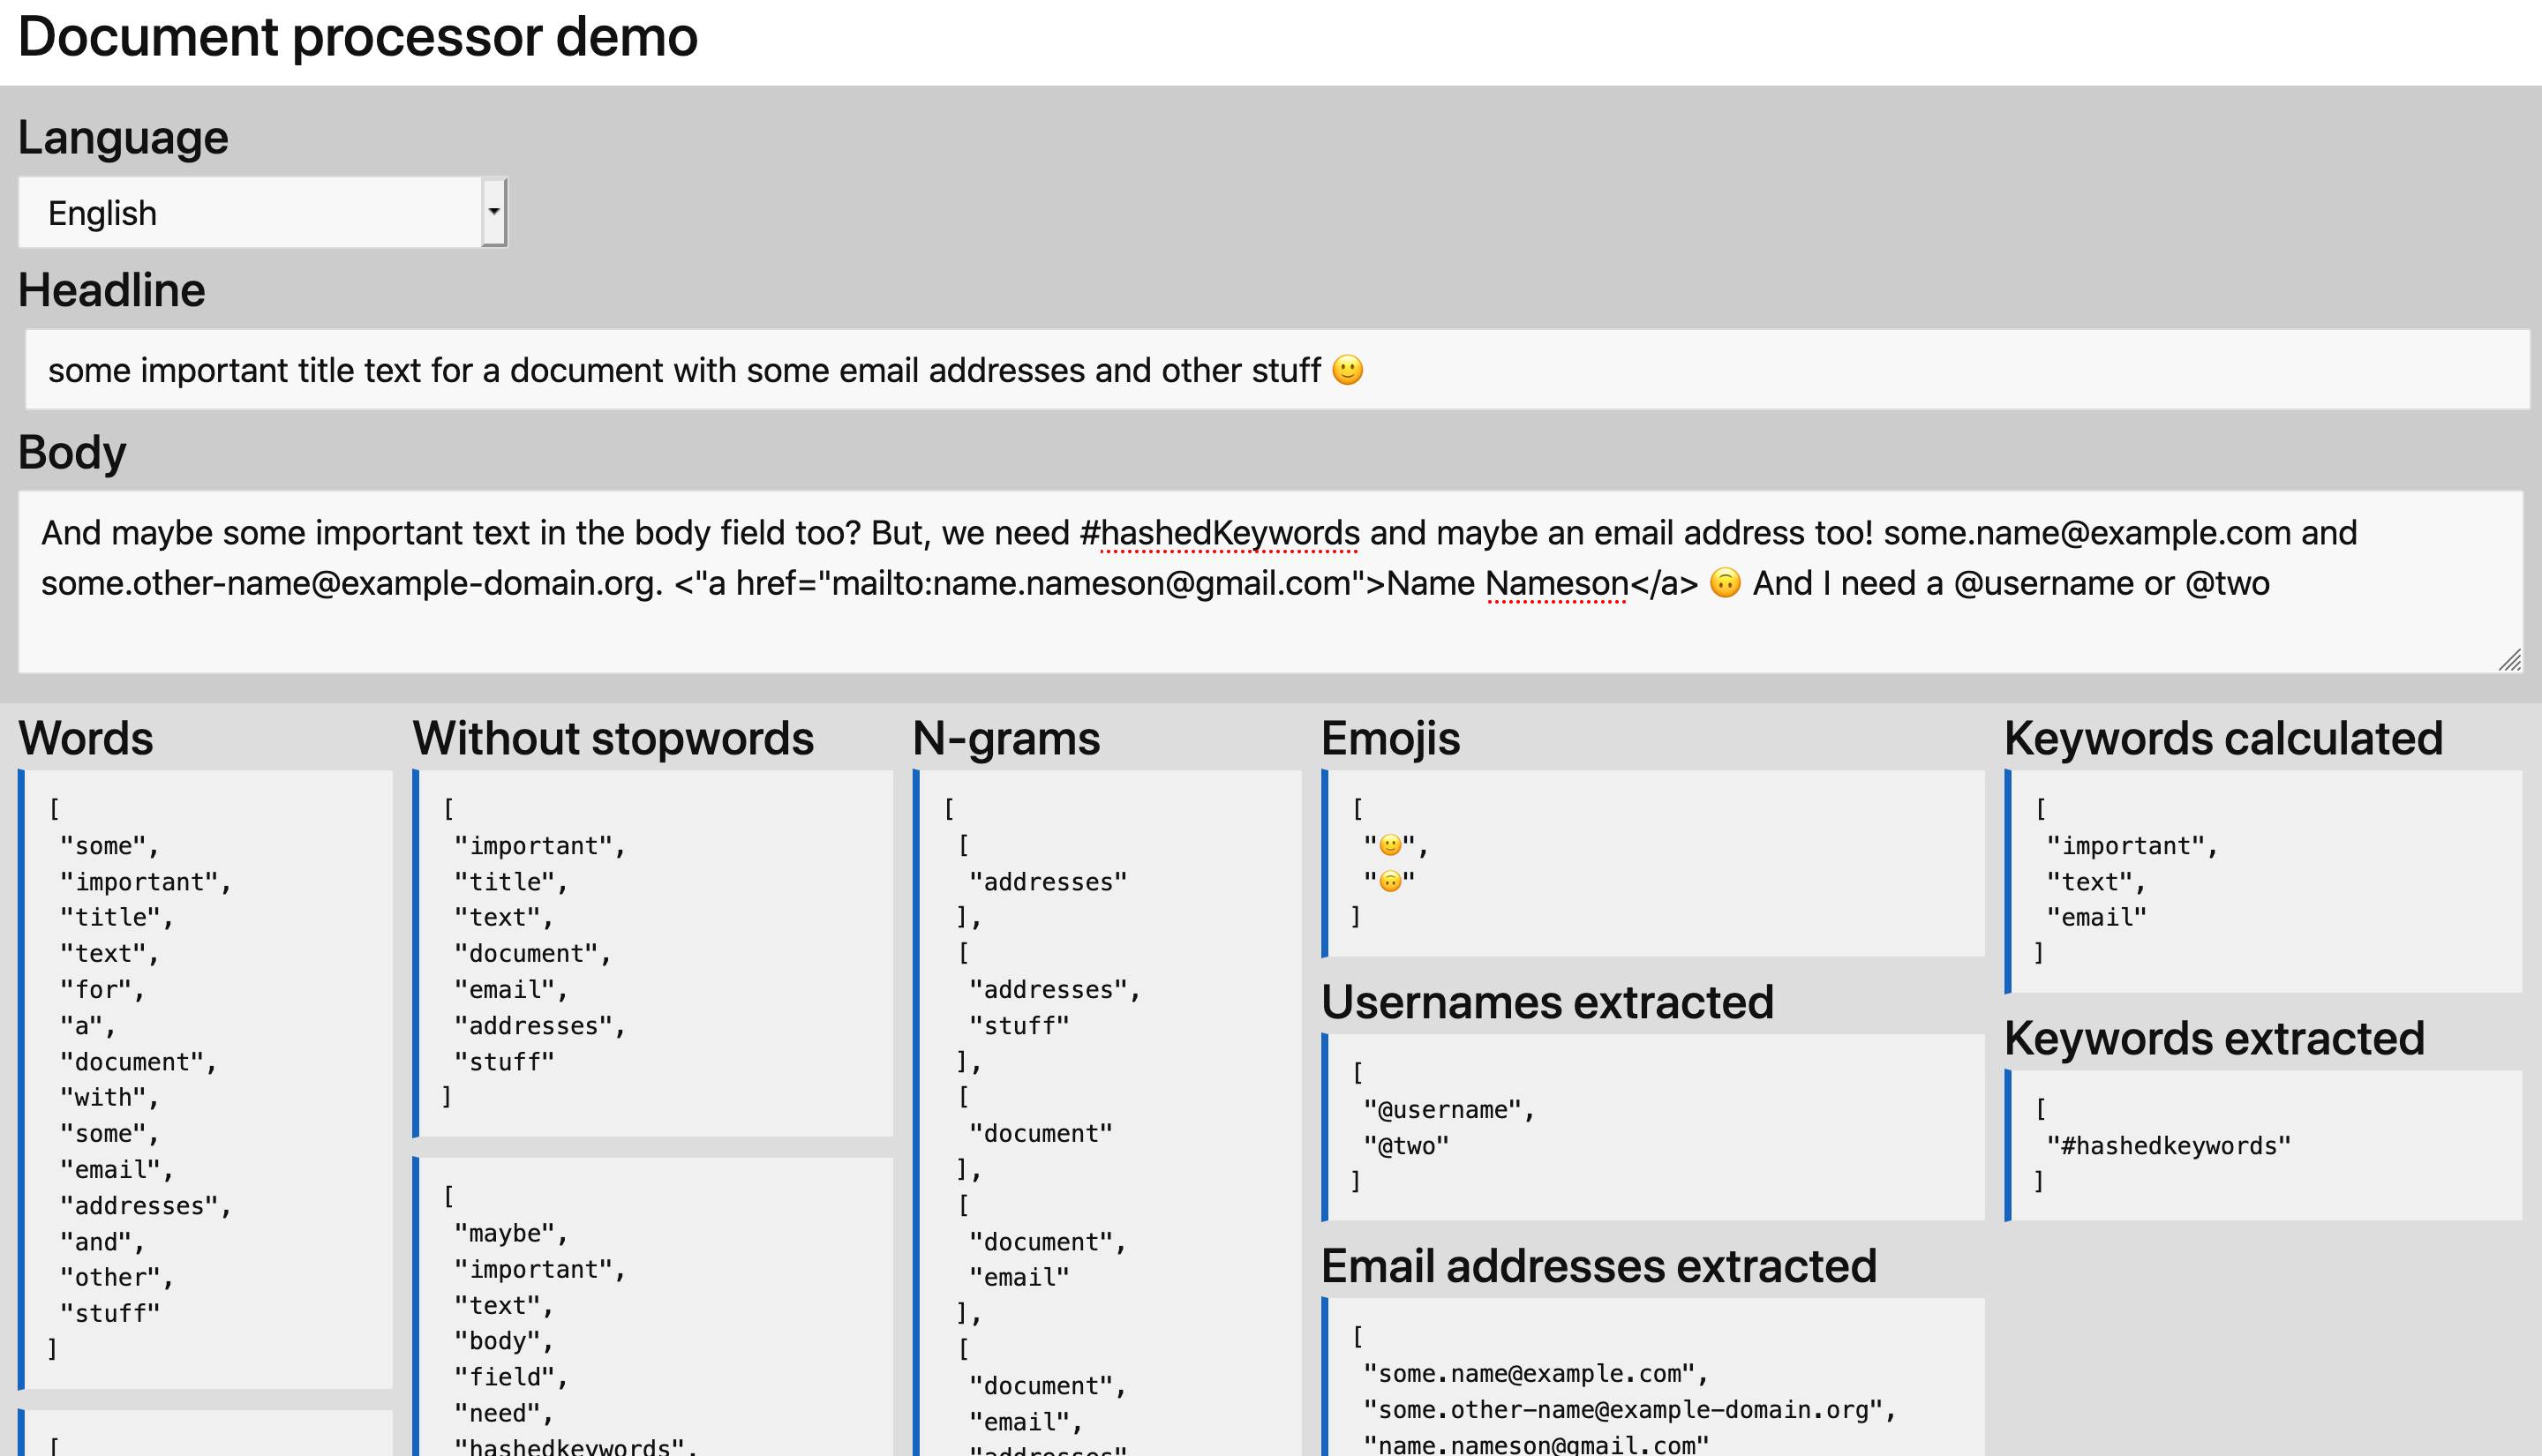 Document processor demo
Language
English
Headline
some important title text for a document with some email addresses and other stuff 🙂
Body
And maybe some important text in the body field too? But, we need #hashedKeywords and maybe an email address too! some.name@example.com and
some.other-name@example-domain.org. <"a href="mailto:name.nameson@gmail.com">Name Nameson</a> 🙃 And I need a @username or @two
Words
[
"some",
"important",
"title",
"text",
"for",
"a",
"document",
"with",
"some",
"email",
"addresses",
"and",
"other",
"stuff"
]
[
Without stopwords
[
"important",
"title",
"text",
"document",
"email",
"addresses",
"stuff"
]
[
"maybe",
"important",
"text",
"body",
"field",
"need",
"hashedkeywords",
N-grams
[
[
"addresses"
],
[
"addresses",
"stuff"
],
[
"document"
],
[
"document",
"email"
],
[
"document",
"email",
"addresses"
Emojis
[
"🙂",
"🙃"
]
Usernames extracted
[
"@username",
"@two"
]
Email addresses extracted
[
"some.name@example.com",
"some.other-name@example-domain.org",
"name.nameson@gmail.com"
Keywords calculated
[
"important",
"text",
"email"
]
Keywords extracted
[
"#hashedkeywords"
]